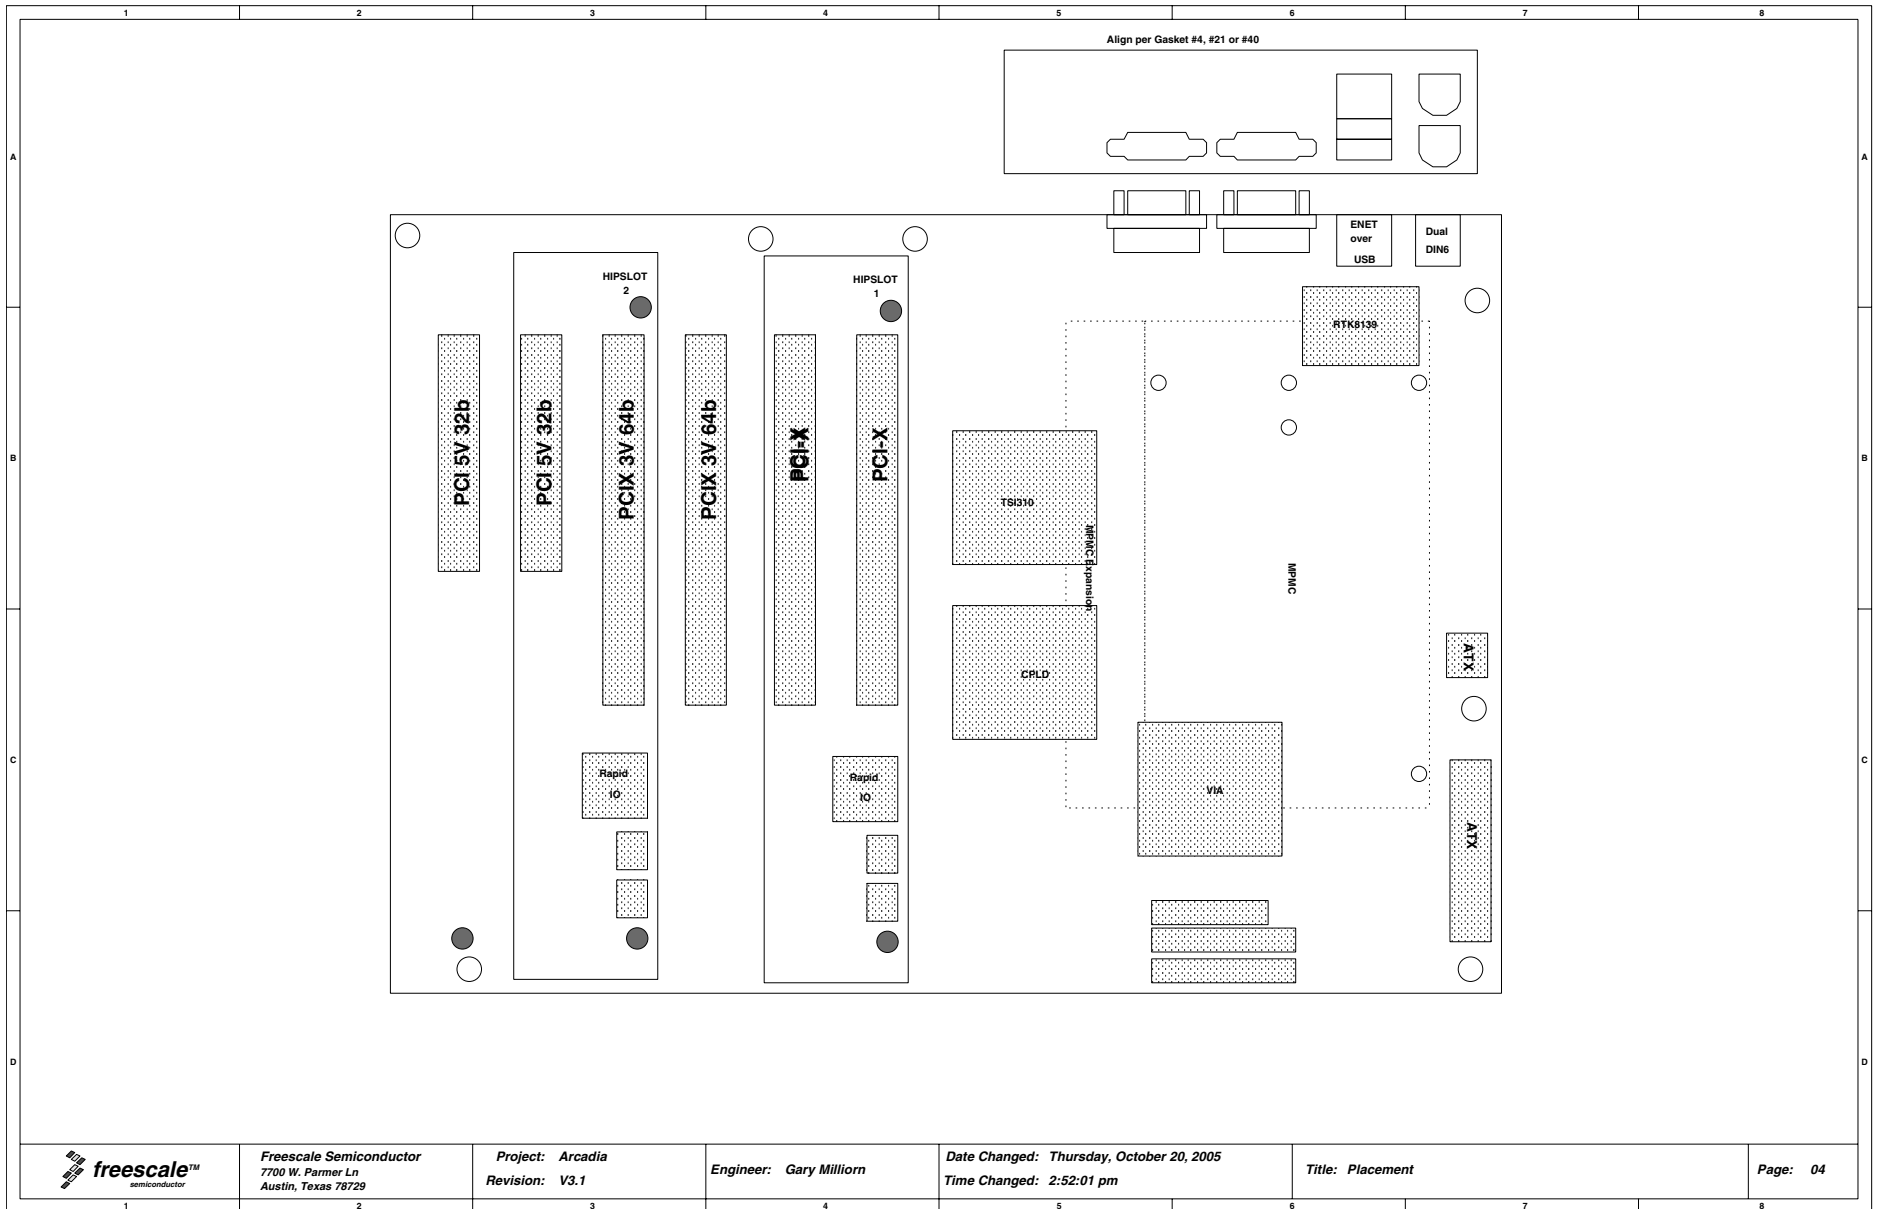 1 2 3 4 5 6 7 8
Align per Gasket #4, #21 or #40
A A
ENET
over
USB
Dual
DIN6
HIPSLOT
2
HIPSLOT
1
RTK8139
PCI 5V 32b
PCI 5V 32b
PCIX 3V 64b
PCIX 3V 64b
PCI-X
PCI-X
B B
TSI310
MPMC Expansion
MPMC
CPLD
ATX
C C
Rapid
IO
Rapid
IO
VIA
ATX
D D
freescale™
semiconductor
Freescale Semiconductor
7700 W. Parmer Ln
Austin, Texas 78729
Project: Arcadia
Revision: V3.1
Engineer: Gary Milliorn
Date Changed: Thursday, October 20, 2005
Time Changed: 2:52:01 pm
Title: Placement
Page: 04
1 2 3 4 5 6 7 8